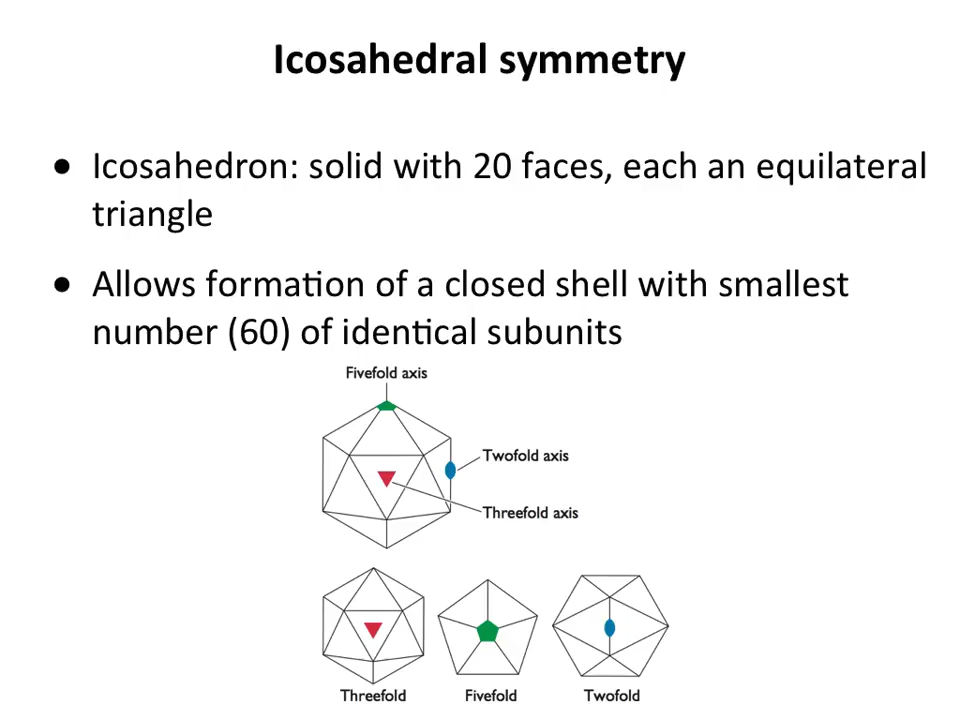 Icosahedral symmetry
• Icosahedron: solid with 20 faces, each an equilateral
triangle
• Allows formation of a closed shell with smallest
number (60) of identical subunits
Fivefold axis
Twofold axis
Threefold axis
Threefold
Fivefold
Twofold